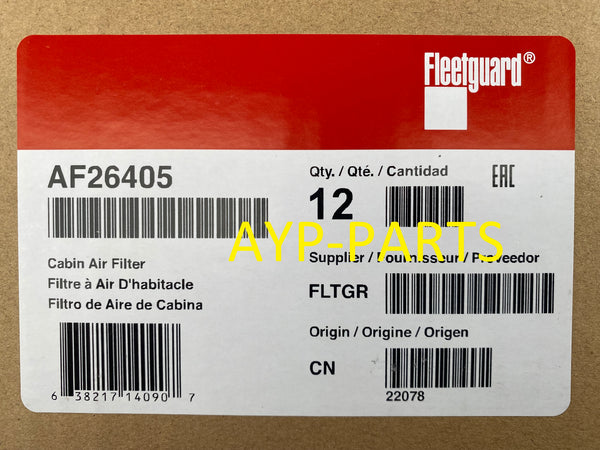 Fleetguard®
AF26405
Qty. / Qté. / Cantidad
12
EAC
AYP-PARTS
Cabin Air Filter
Filtre à Air D'habitacle
Filtro de Aire de Cabina
Supplier / Fournisseur / Proveedor
FLTGR
Origin / Origine / Origen
CN
22078
6 38217 14090 7